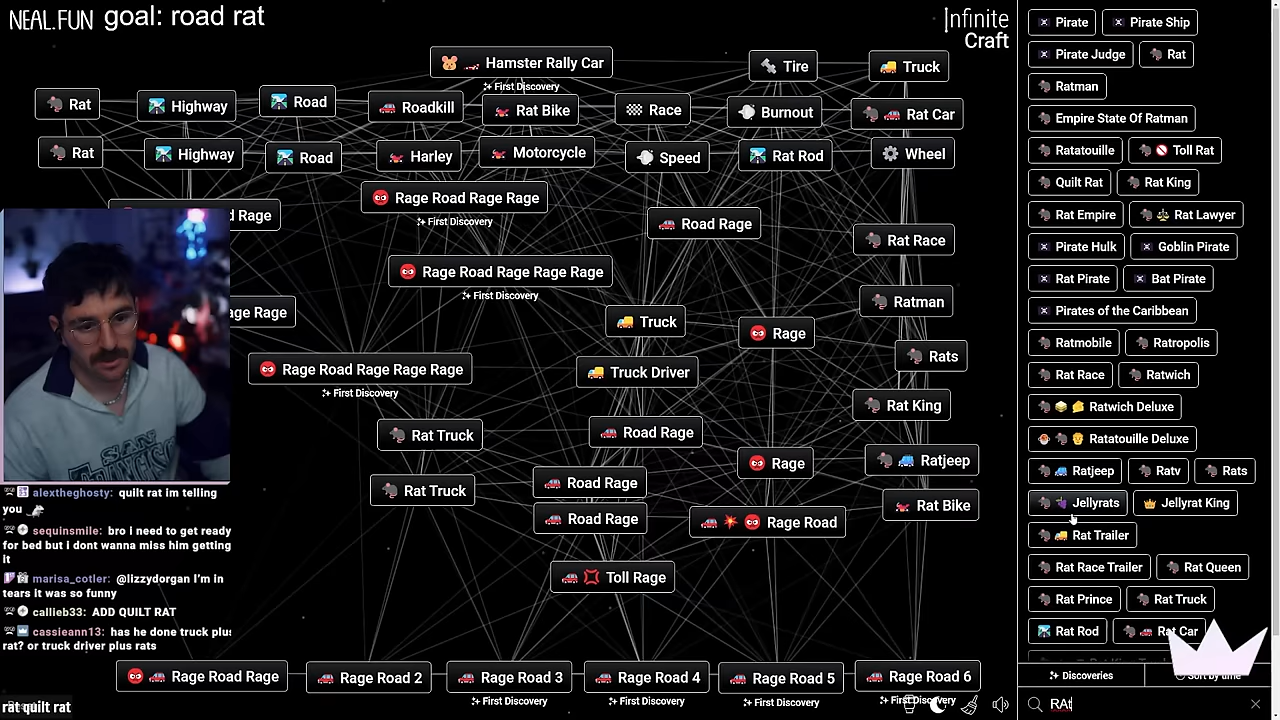 NEAL.FUN goal: road rat
Infinite
Craft
Hamster Rally Car
First Discovery
Tire
Truck
Rat
Highway
Road
Roadkill
Rat Bike
Race
Burnout
Rat Car
Rat
Highway
Road
Harley
Motorcycle
Speed
Rat Rod
Wheel
Rage Road Rage Rage
First Discovery
d Rage
Road Rage
Rat Race
Rage Road Rage Rage Rage
First Discovery
Ratman
age Rage
Truck
Rage
Rats
Rage Road Rage Rage Rage
First Discovery
Truck Driver
Rat King
Rat Truck
Road Rage
Rage
Ratjeep
Rat Truck
Road Rage
Road Rage
Rage Road
Rat Bike
Toll Rage
Rage Road Rage
Rage Road 2
Rage Road 3
First Discovery
Rage Road 4
First Discovery
Rage Road 5
First Discovery
Rage Road 6
First Discovery
alextheghosty: quilt rat im telling
you
sequinsmile: bro i need to get ready
for bed but i dont wanna miss him getting
it
marisa_cotler: @lizzydorgan I'm in
tears it was so funny
callieb33: ADD QUILT RAT
cassieann13: has he done truck plus
rat? or truck driver plus rats
rat quilt rat
Pirate
Pirate Ship
Pirate Judge
Rat
Ratman
Empire State Of Ratman
Ratatouille
Toll Rat
Quilt Rat
Rat King
Rat Empire
Rat Lawyer
Pirate Hulk
Goblin Pirate
Rat Pirate
Bat Pirate
Pirates of the Caribbean
Ratmobile
Ratropolis
Rat Race
Ratwich
Ratwich Deluxe
Ratatouille Deluxe
Ratjeep
Ratv
Rats
Jellyrats
Jellyrat King
Rat Trailer
Rat Race Trailer
Rat Queen
Rat Prince
Rat Truck
Rat Rod
Rat Car
Discoveries
Sort by time
RAt